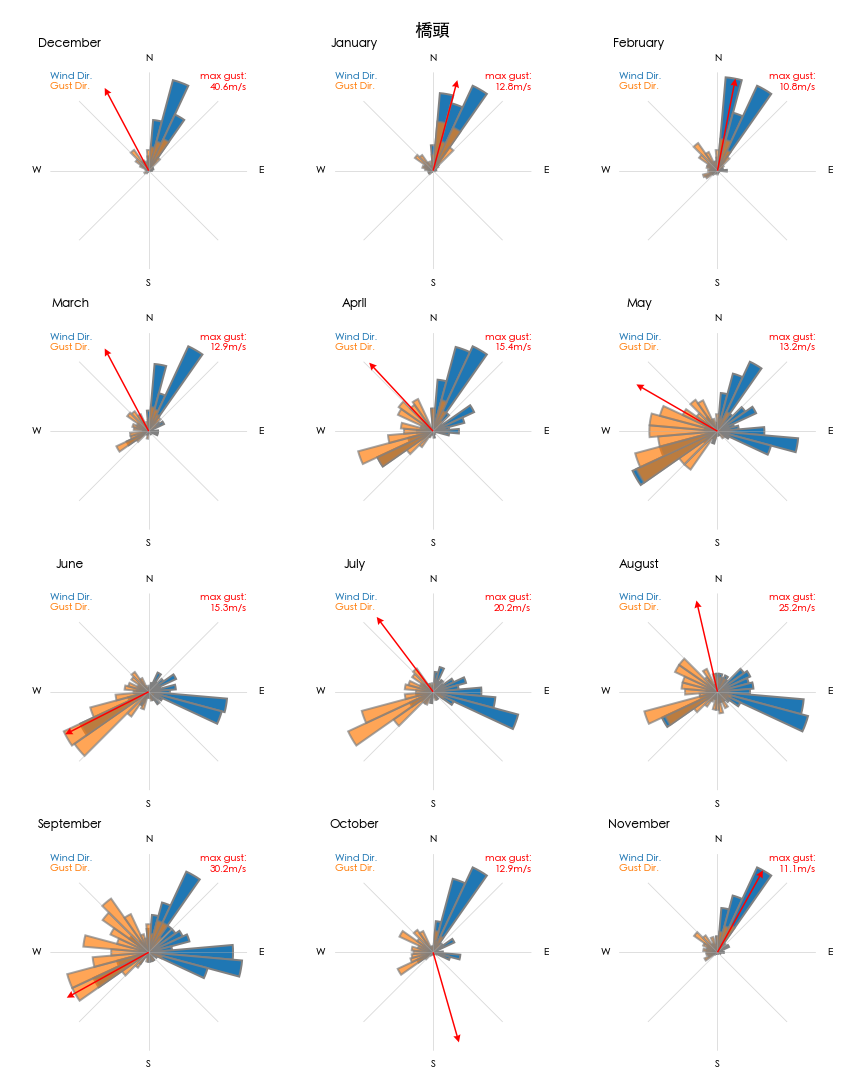 橋頭
December
January
February
N
N
N
Wind Dir.
Gust Dir.
max gust:
40.6m/s
Wind Dir.
Gust Dir.
max gust:
12.8m/s
Wind Dir.
Gust Dir.
max gust:
10.8m/s
W
E
W
E
W
E
S
S
S
March
April
May
N
N
N
Wind Dir.
Gust Dir.
max gust:
12.9m/s
Wind Dir.
Gust Dir.
max gust:
15.4m/s
Wind Dir.
Gust Dir.
max gust:
13.2m/s
W
E
W
E
W
E
S
S
S
June
July
August
N
N
N
Wind Dir.
Gust Dir.
max gust:
15.3m/s
Wind Dir.
Gust Dir.
max gust:
20.2m/s
Wind Dir.
Gust Dir.
max gust:
25.2m/s
W
E
W
E
W
E
S
S
S
September
October
November
N
N
N
Wind Dir.
Gust Dir.
max gust:
30.2m/s
Wind Dir.
Gust Dir.
max gust:
12.9m/s
Wind Dir.
Gust Dir.
max gust:
11.1m/s
W
E
W
E
W
E
S
S
S